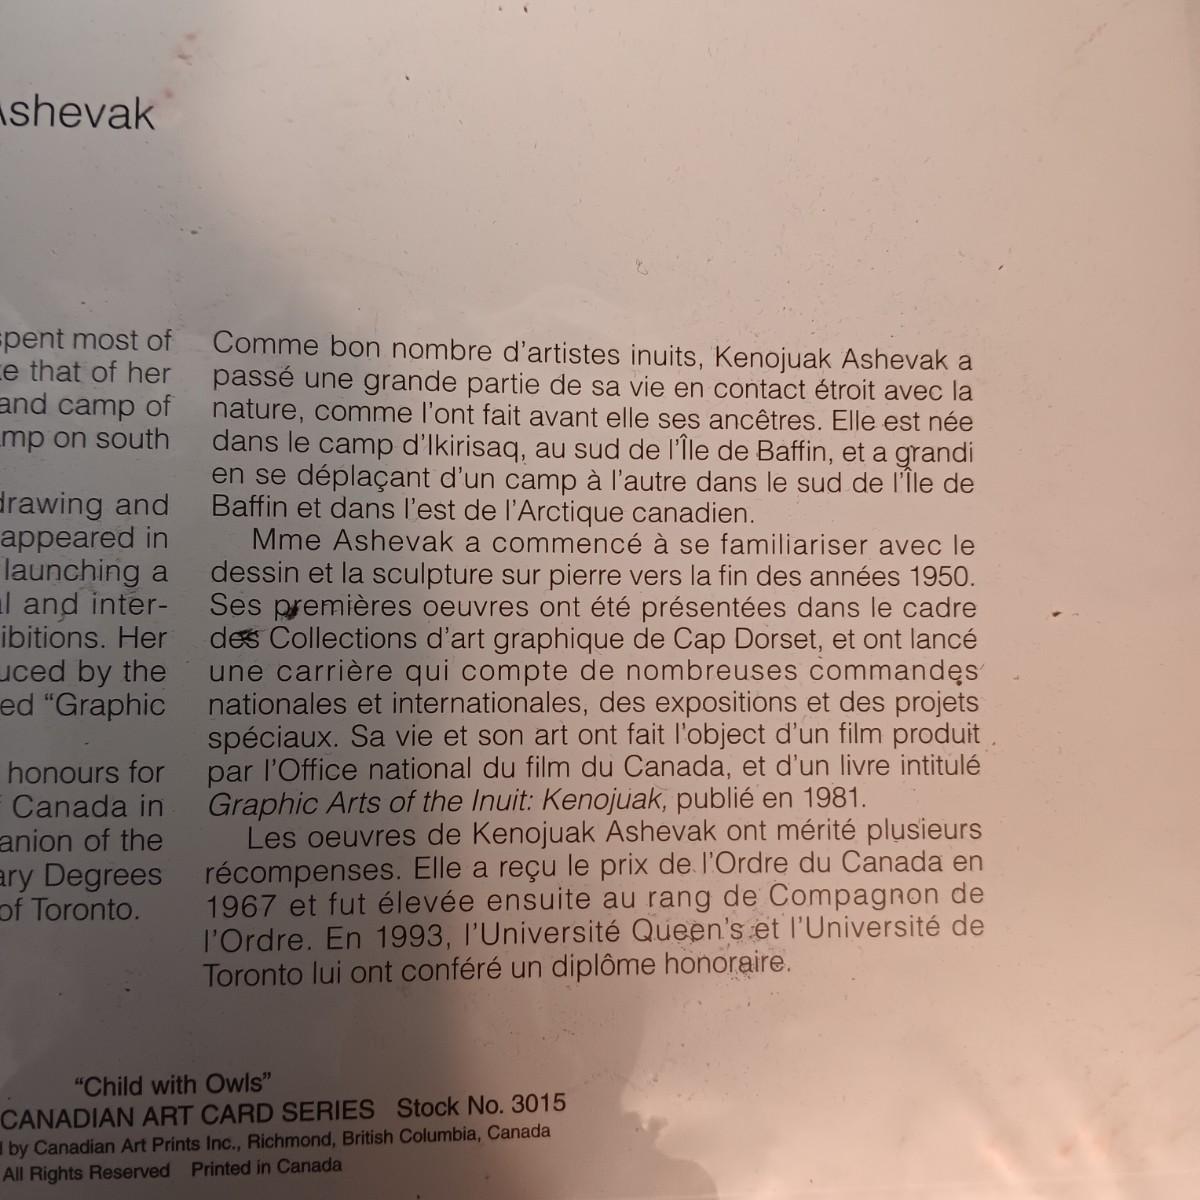 Ashevak
spent most of
that of her
and camp of
on south
drawing and
appeared in
launching a
and inter-
Her
by the
"Graphic
honours for
Canada in
of the
Degrees
of Toronto.
Comme bon nombre d'artistes inuits, Kenojuak Ashevak a
passé une grande partie de sa vie en contact étroit avec la
nature, comme l'ont fait avant elle ses ancêtres. Elle est née
dans le camp d'Ikirisaq, au sud de l'Île de Baffin, et a grandi
en se déplaçant d'un camp à l'autre dans le sud de l'Île de
Baffin et dans l'est de l'Arctique canadien.
Mme Ashevak a commencé à se familiariser avec le
dessin et la sculpture sur pierre vers la fin des années 1950.
Ses premières oeuvres ont été présentées dans le cadre
des Collections d'art graphique de Cap Dorset, et ont lancé
une carrière qui compte de nombreuses commandes
nationales et internationales, des expositions et des projets
spéciaux. Sa vie et son art ont fait l'object d'un film produit
par l'Office national du film du Canada, et d'un livre intitulé
Graphic Arts of the Inuit: Kenojuak, publié en 1981.
Les oeuvres de Kenojuak Ashevak ont mérité plusieurs
récompenses. Elle a reçu le prix de l'Ordre du Canada en
1967 et fut élevée ensuite au rang de Compagnon de
l'Ordre. En 1993, l'Université Queen's et l'Université de
Toronto lui ont conféré un diplôme honoraire.
"Child with Owls"
CANADIAN ART CARD SERIES Stock No. 3015
by Canadian Art Prints Inc., Richmond, British Columbia, Canada
All Rights Reserved Printed in Canada